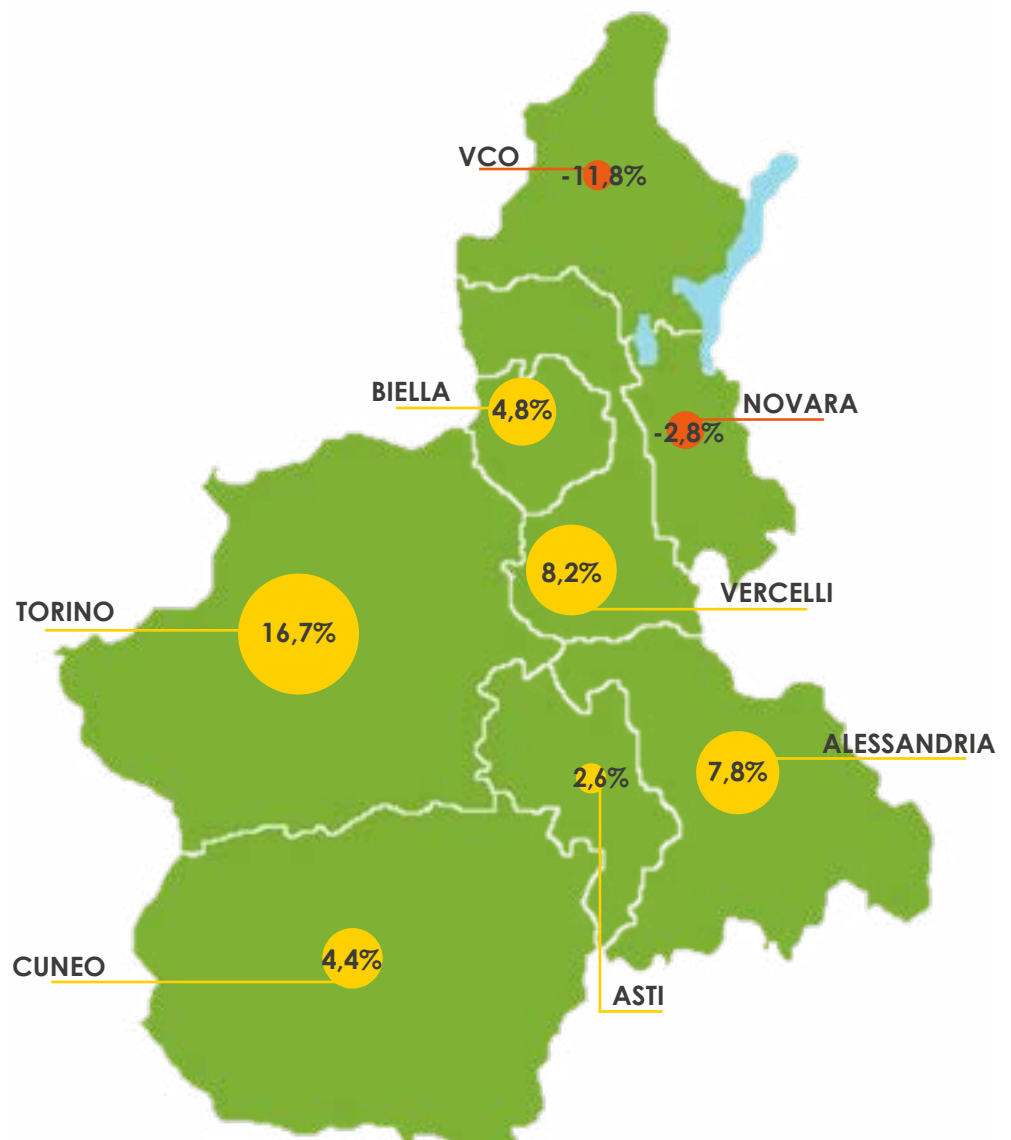 VCO
-11,8%
BIELLA
4,8%
NOVARA
-2,8%
8,2%
VERCELLI
TORINO
16,7%
ALESSANDRIA
7,8%
2,6%
CUNEO
4,4%
ASTI